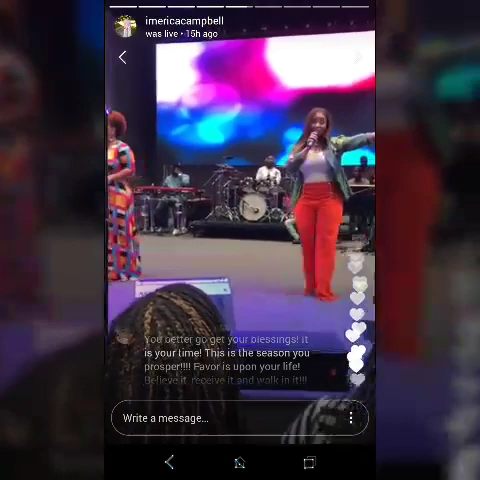 imericacampbell
was live • 15h ago
You better go get your blessings! It
is your time! This is the season you
prosper!!!! Favor is upon your life!
Believe it, receive it and walk in it!!!
Write a message...